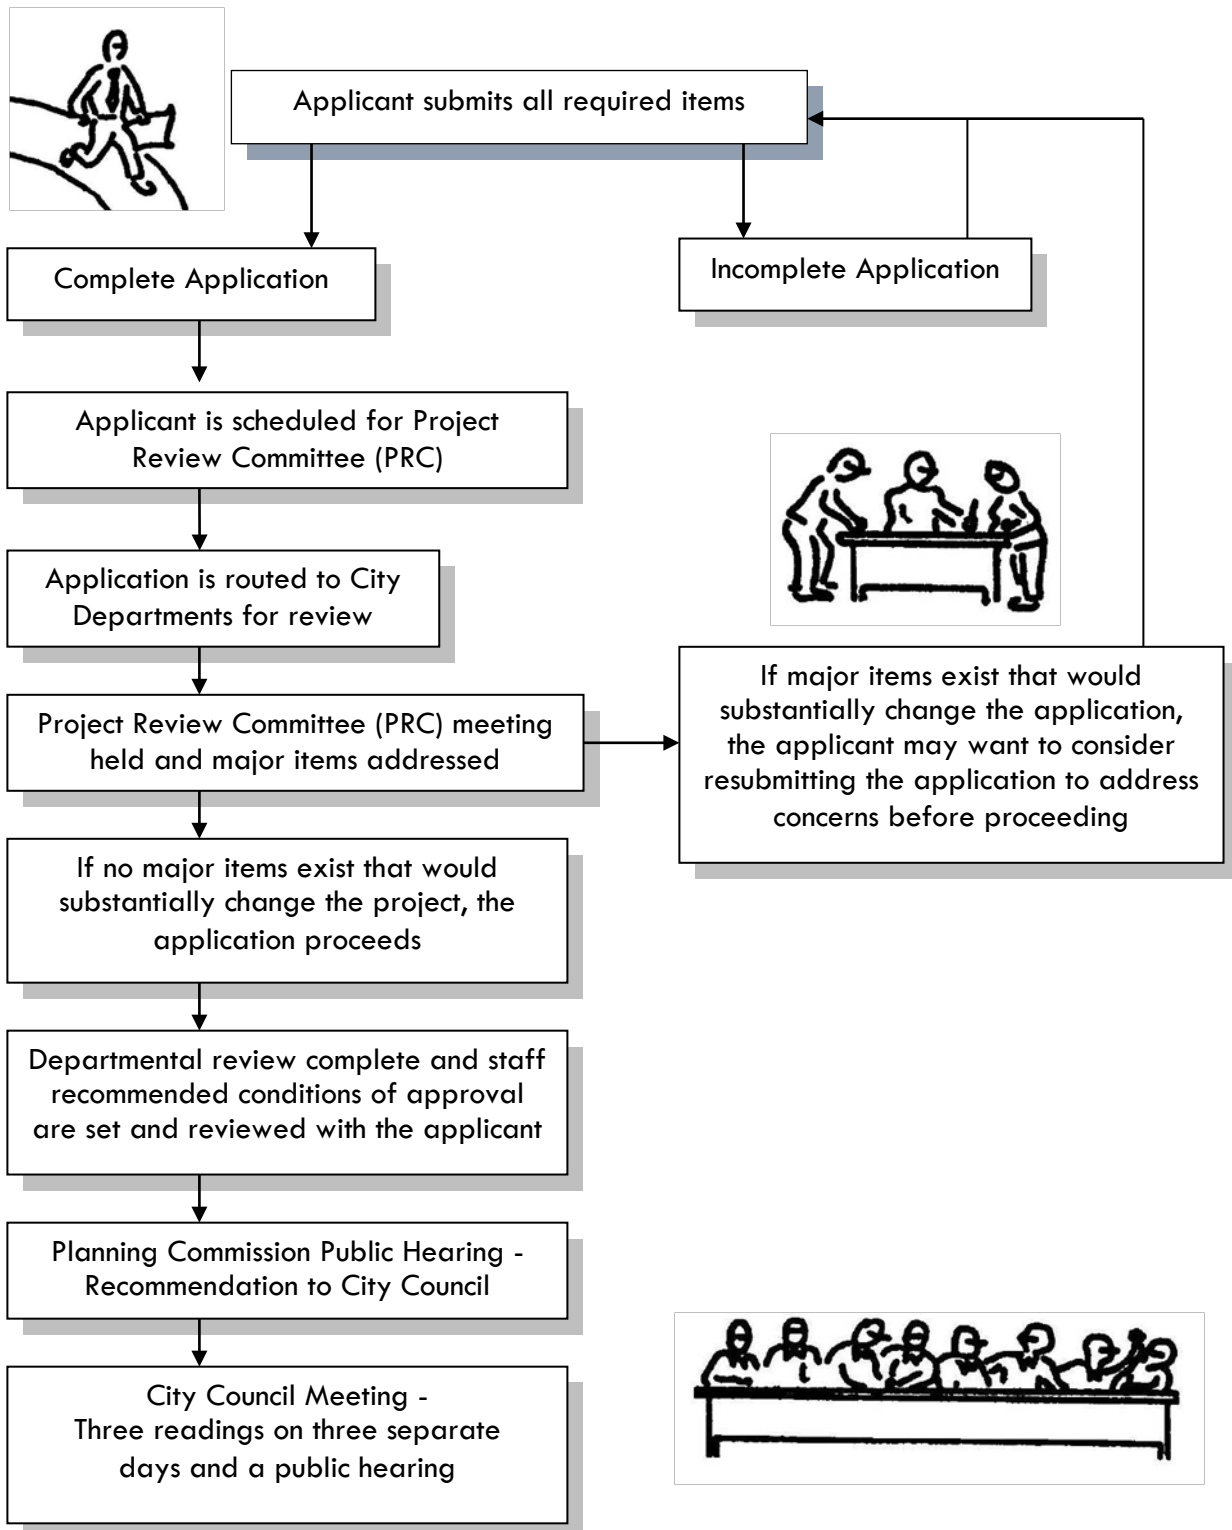 Applicant submits all required items
Complete Application
Incomplete Application
Applicant is scheduled for Project
Review Committee (PRC)
Application is routed to City
Departments for review
Project Review Committee (PRC) meeting
held and major items addressed
If major items exist that would
substantially change the application,
the applicant may want to consider
resubmitting the application to address
concerns before proceeding
If no major items exist that would
substantially change the project, the
application proceeds
Departmental review complete and staff
recommended conditions of approval
are set and reviewed with the applicant
Planning Commission Public Hearing -
Recommendation to City Council
City Council Meeting -
Three readings on three separate
days and a public hearing